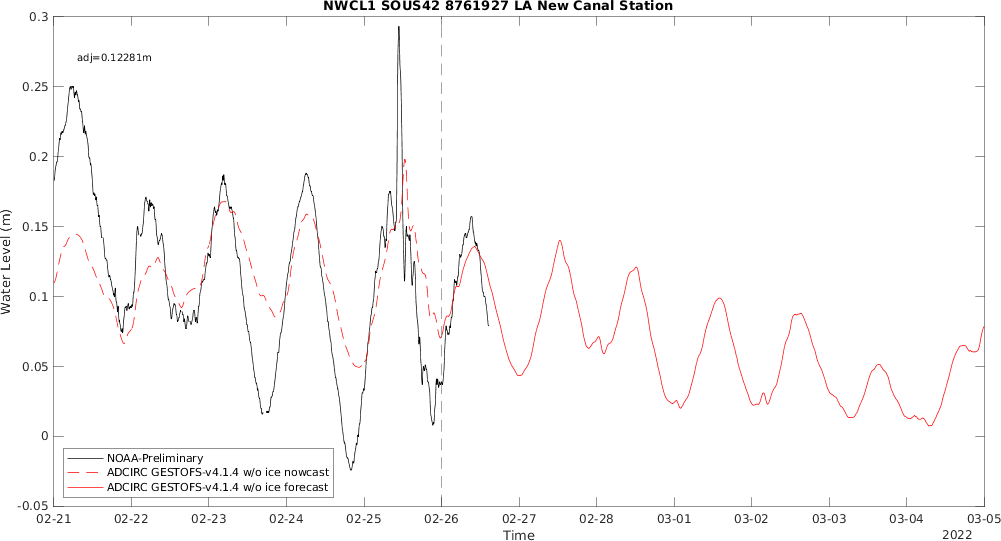 NWCL1 SOUS42 8761927 LA New Canal Station
adj=0.12281m
0.3
0.25
0.2
0.15
0.1
0.05
0
-0.05
Water Level (m)
NOAA-Preliminary
ADCIRC GESTOFS-v4.1.4 w/o ice nowcast
ADCIRC GESTOFS-v4.1.4 w/o ice forecast
02-21 02-22 02-23 02-24 02-25 02-26 02-27 02-28 03-01 03-02 03-03 03-04 03-05
Time
2022